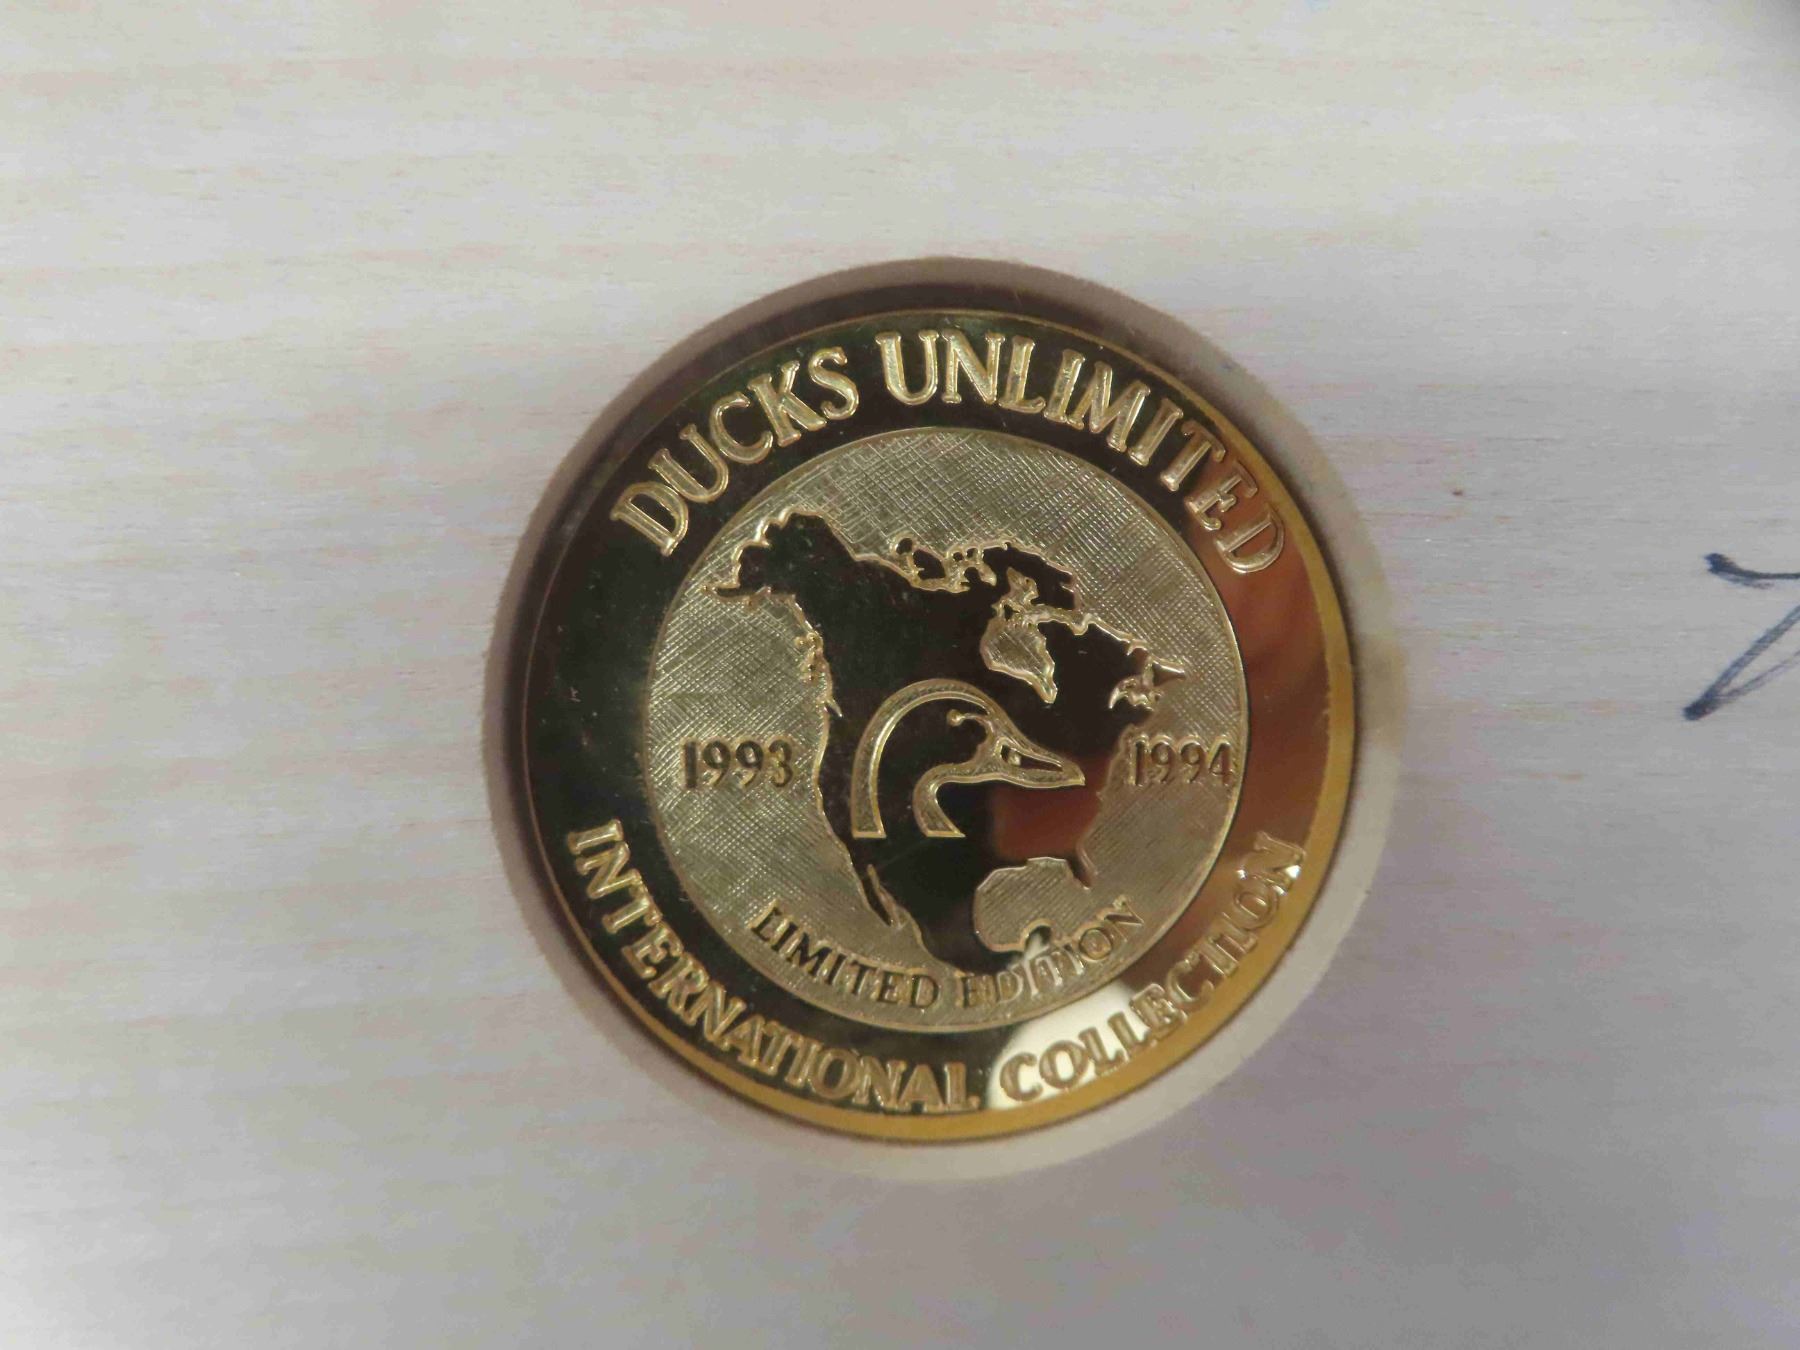 DUCKS UNLIMITED
1993 1994
LIMITED EDITION
INTERNATIONAL COLLECTION